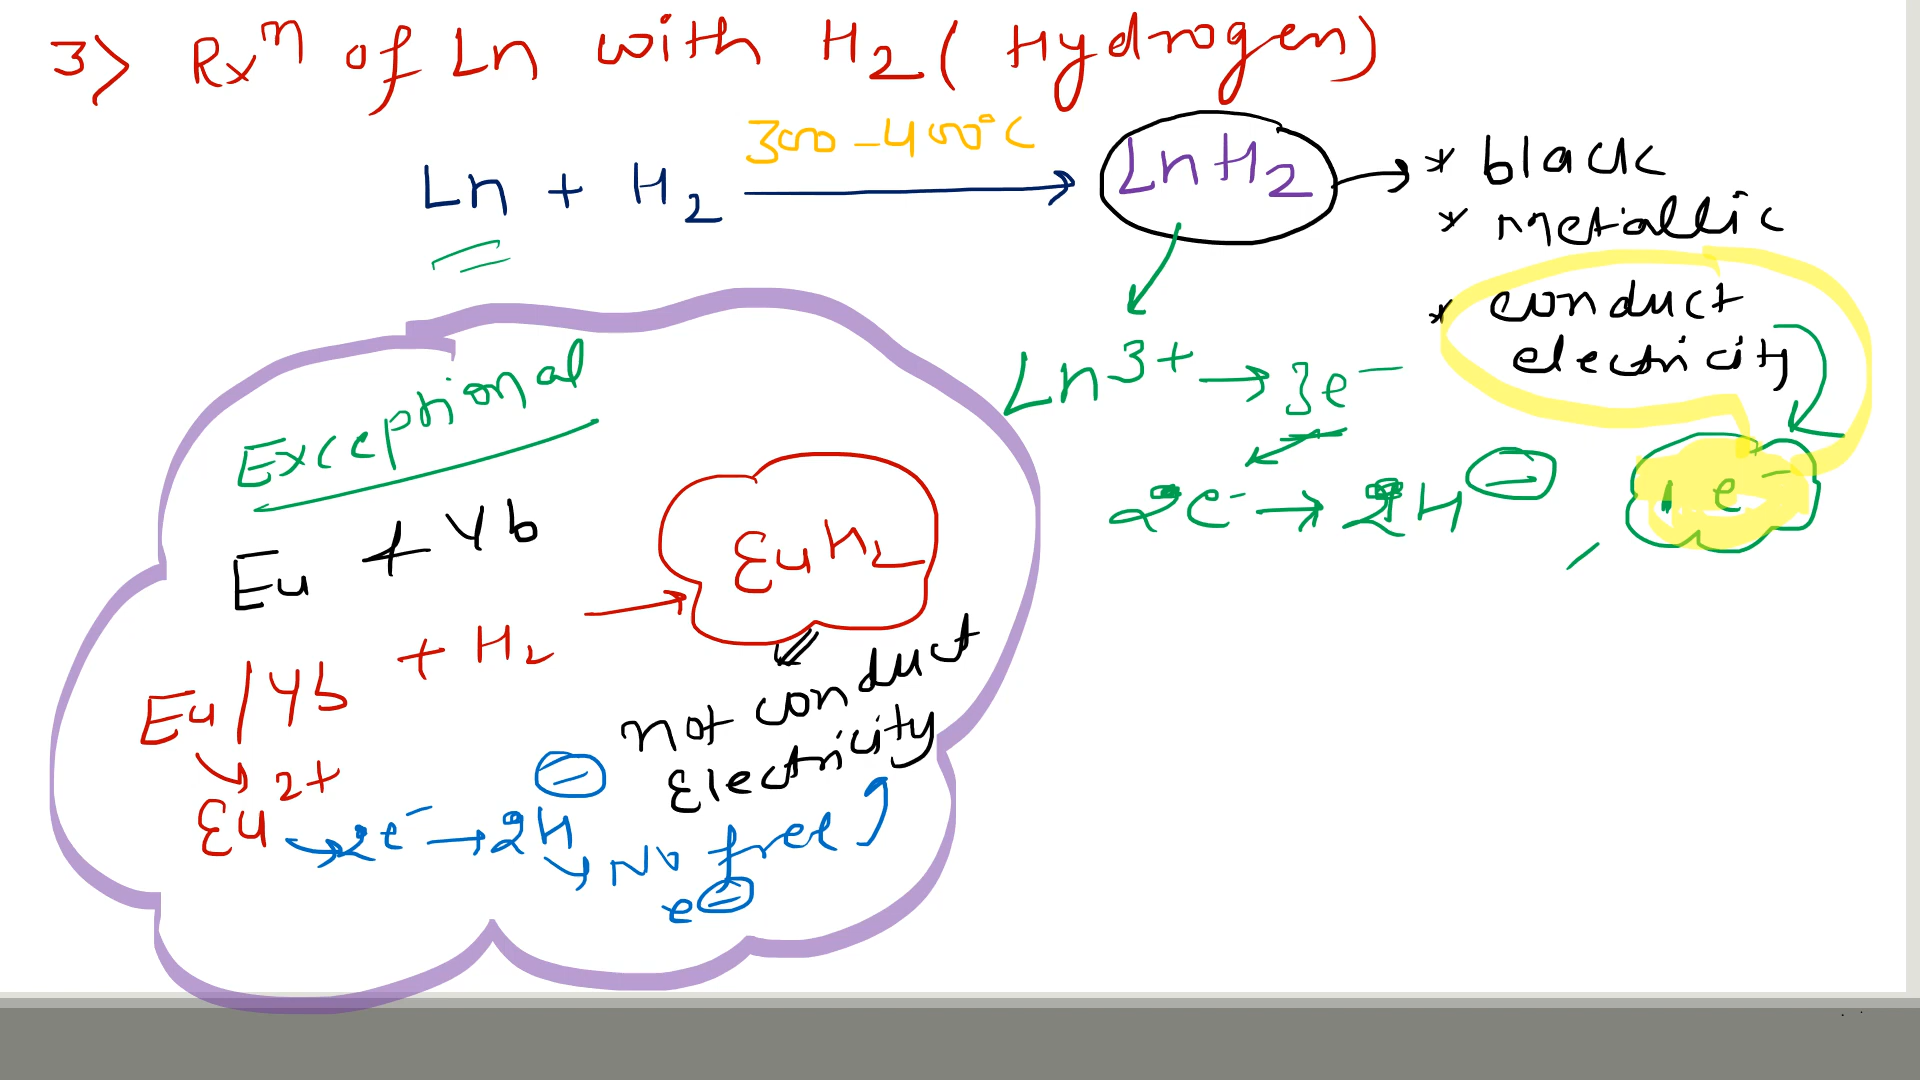 3> Rxⁿ of Ln with H₂ ( Hydrogen)
300-400°C
Ln + H₂ → LnH₂ → * black
* metallic
* conduct
electricity
Ln³⁺ → 3e⁻
2e⁻ → 2H⁻ , 1e⁻
Exceptional
Eu + Yb
Eu/Yb + H₂ → EuH₂
not conduct
Electricity
Eu²⁺ → 2e⁻ → 2H⁻ → No free
e⁻